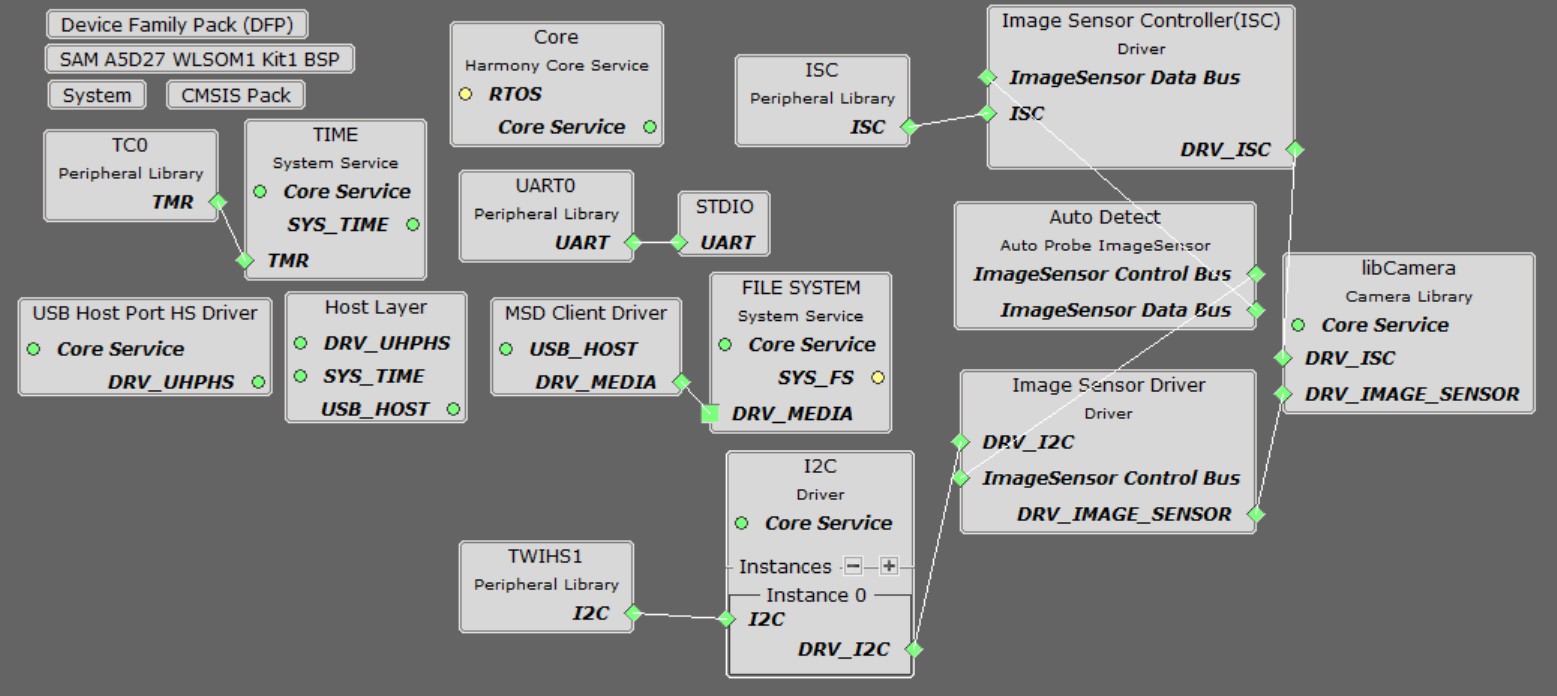 Device Family Pack (DFP)
SAM A5D27 WLSOM1 Kit1 BSP
System
CMSIS Pack
TC0
Peripheral Library
TMR
TIME
System Service
Core Service
SYS_TIME
TMR
Core
Harmony Core Service
RTOS
Core Service
UART0
Peripheral Library
UART
STDIO
UART
ISC
Peripheral Library
ISC
Image Sensor Controller(ISC)
Driver
ImageSensor Data Bus
ISC
DRV_ISC
Auto Detect
Auto Probe ImageSensor
ImageSensor Control Bus
ImageSensor Data Bus
libCamera
Camera Library
Core Service
DRV_ISC
DRV_IMAGE_SENSOR
USB Host Port HS Driver
Core Service
DRV_UHPHS
Host Layer
DRV_UHPHS
SYS_TIME
USB_HOST
MSD Client Driver
USB_HOST
DRV_MEDIA
FILE SYSTEM
System Service
Core Service
SYS_FS
DRV_MEDIA
Image Sensor Driver
Driver
DRV_I2C
ImageSensor Control Bus
DRV_IMAGE_SENSOR
TWIHS1
Peripheral Library
I2C
I2C
Driver
Core Service
Instances
Instance 0
I2C
DRV_I2C